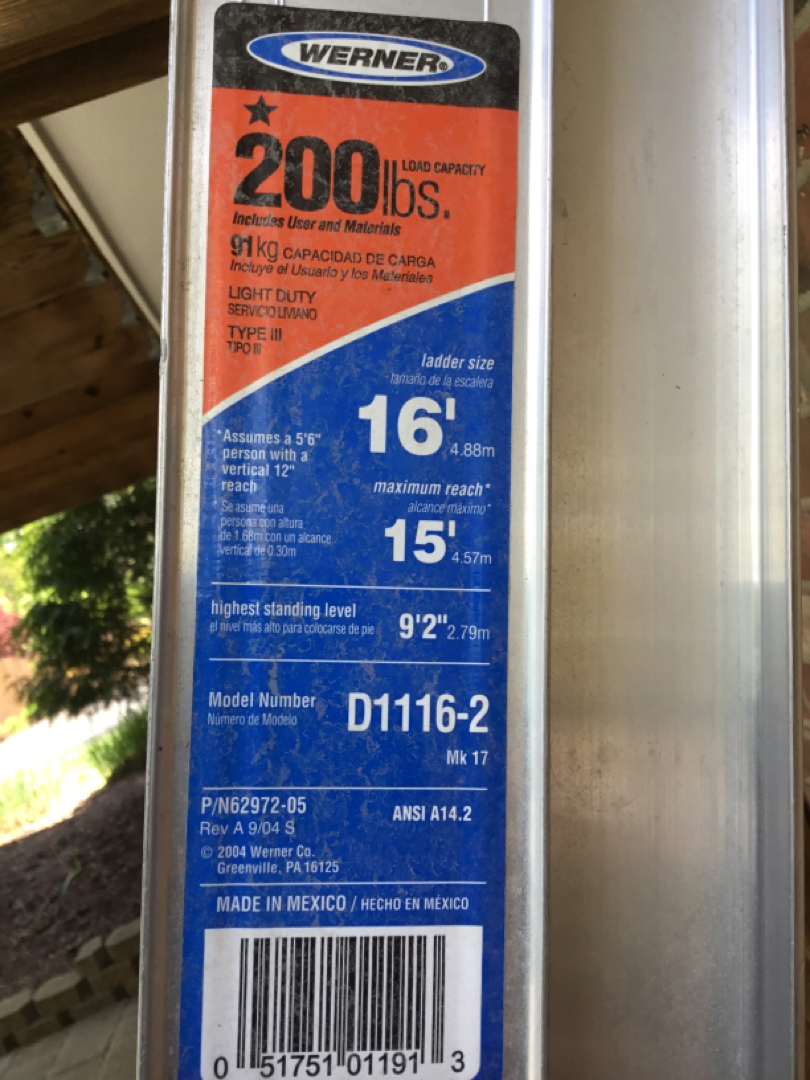 WERNER®
200 lbs. LOAD CAPACITY
Includes User and Materials
91 kg CAPACIDAD DE CARGA
Incluye el Usuario y los Materiales
LIGHT DUTY
SERVICIO LIVIANO
TYPE III
TIPO III
ladder size
tamaño de la escalera
16' 4.88m
*Assumes a 5'6"
person with a
vertical 12"
reach
* Se asume una
persona con altura
de 1.68m con un alcance
vertical de 0.30m
maximum reach*
alcance máximo*
15' 4.57m
highest standing level
el nivel más alto para colocarse de pie
9'2" 2.79m
Model Number
Número de Modelo
D1116-2
Mk 17
P/N62972-05
Rev A 9/04 S
ANSI A14.2
© 2004 Werner Co.
Greenville, PA 16125
MADE IN MEXICO / HECHO EN MÉXICO
0 51751 01191 3